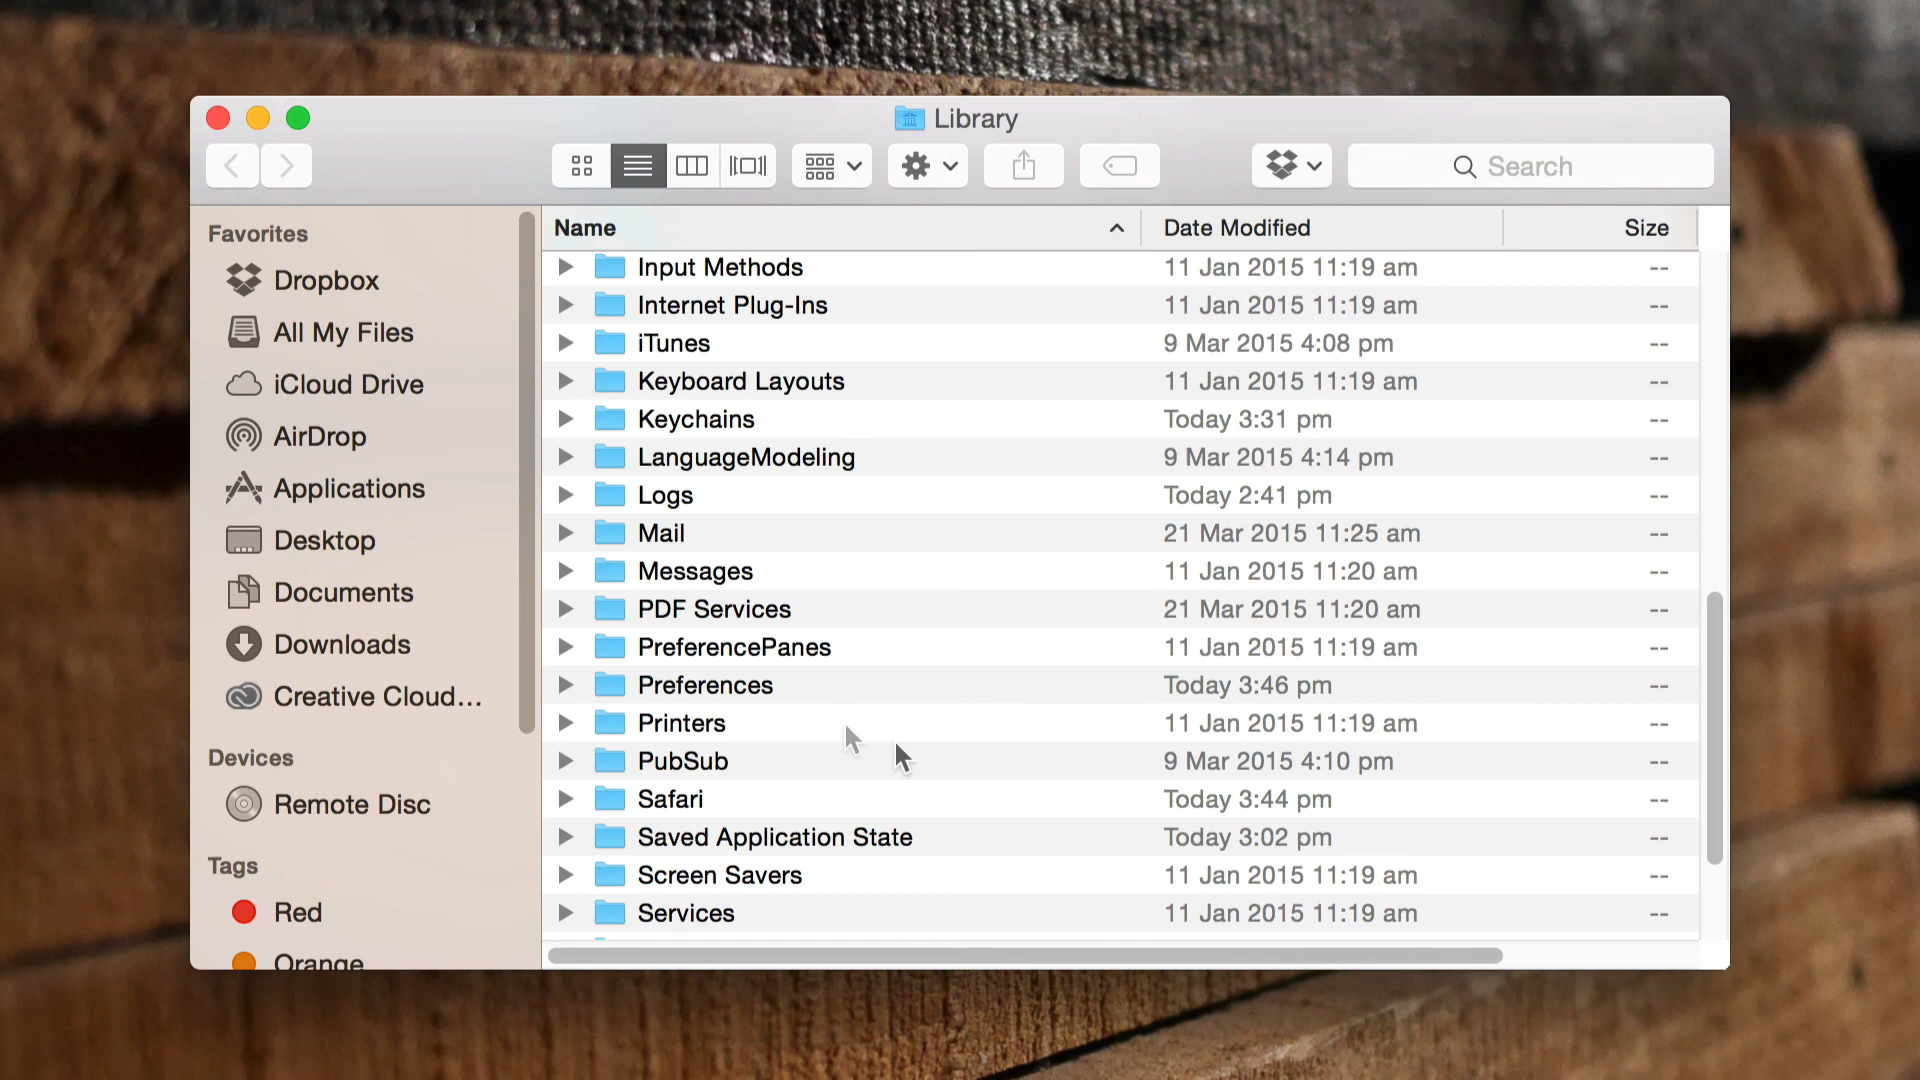 Library
Search
Favorites
Dropbox
All My Files
iCloud Drive
AirDrop
Applications
Desktop
Documents
Downloads
Creative Cloud...
Devices
Remote Disc
Tags
Red
Orange
Name Date Modified Size
Input Methods 11 Jan 2015 11:19 am --
Internet Plug-Ins 11 Jan 2015 11:19 am --
iTunes 9 Mar 2015 4:08 pm --
Keyboard Layouts 11 Jan 2015 11:19 am --
Keychains Today 3:31 pm --
LanguageModeling 9 Mar 2015 4:14 pm --
Logs Today 2:41 pm --
Mail 21 Mar 2015 11:25 am --
Messages 11 Jan 2015 11:20 am --
PDF Services 21 Mar 2015 11:20 am --
PreferencePanes 11 Jan 2015 11:19 am --
Preferences Today 3:46 pm --
Printers 11 Jan 2015 11:19 am --
PubSub 9 Mar 2015 4:10 pm --
Safari Today 3:44 pm --
Saved Application State Today 3:02 pm --
Screen Savers 11 Jan 2015 11:19 am --
Services 11 Jan 2015 11:19 am --